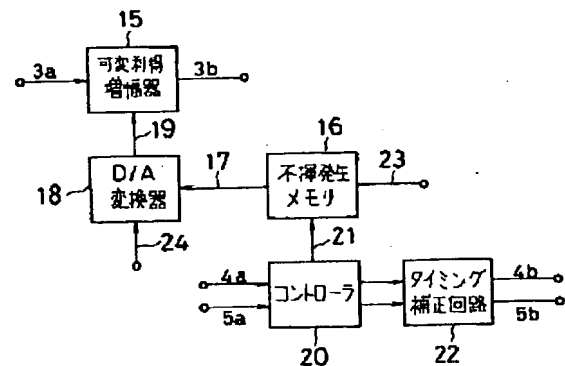 15
3a
可変利得
増幅器
3b
19
16
18
D/A
変換器
17
不揮発生
メモリ
23
24
21
4a
5a
コントローラ
タイミング
補正回路
4b
5b
20
22